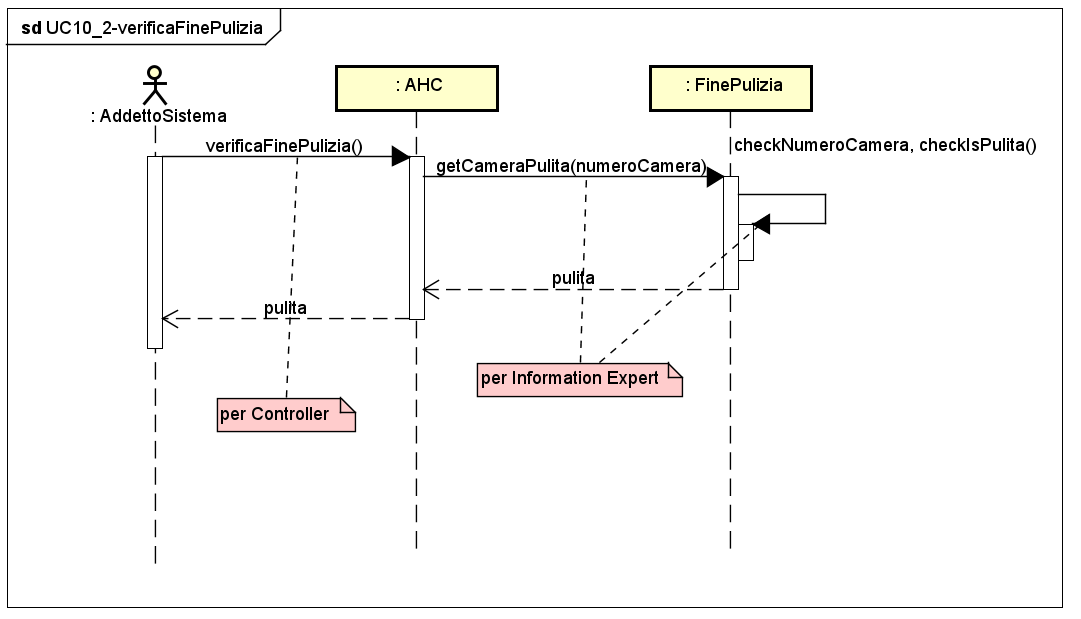 sd UC10_2-verificaFinePulizia
: AddettoSistema
: AHC
: FinePulizia
verificaFinePulizia()
getCameraPulita(numeroCamera)
checkNumeroCamera, checkIsPulita()
pulita
pulita
per Information Expert
per Controller